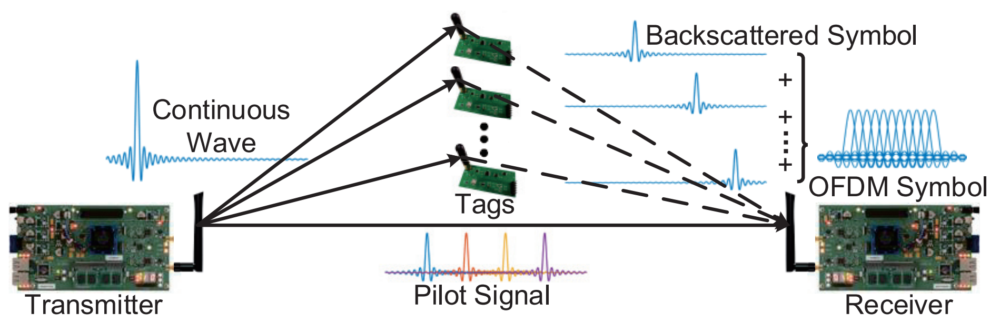 Backscattered Symbol
Continuous
Wave
+
+
+
OFDM Symbol
Tags
Pilot Signal
Transmitter
Receiver